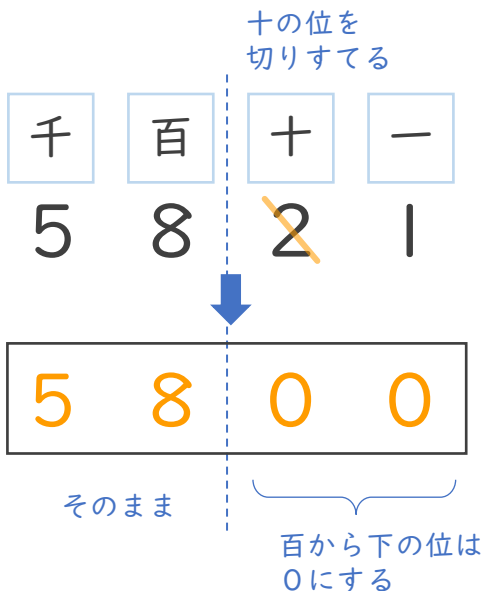 十の位を
切りすてる
千 百 十 一
5 8 2 1
5 8 0 0
そのまま
百から下の位は
0にする